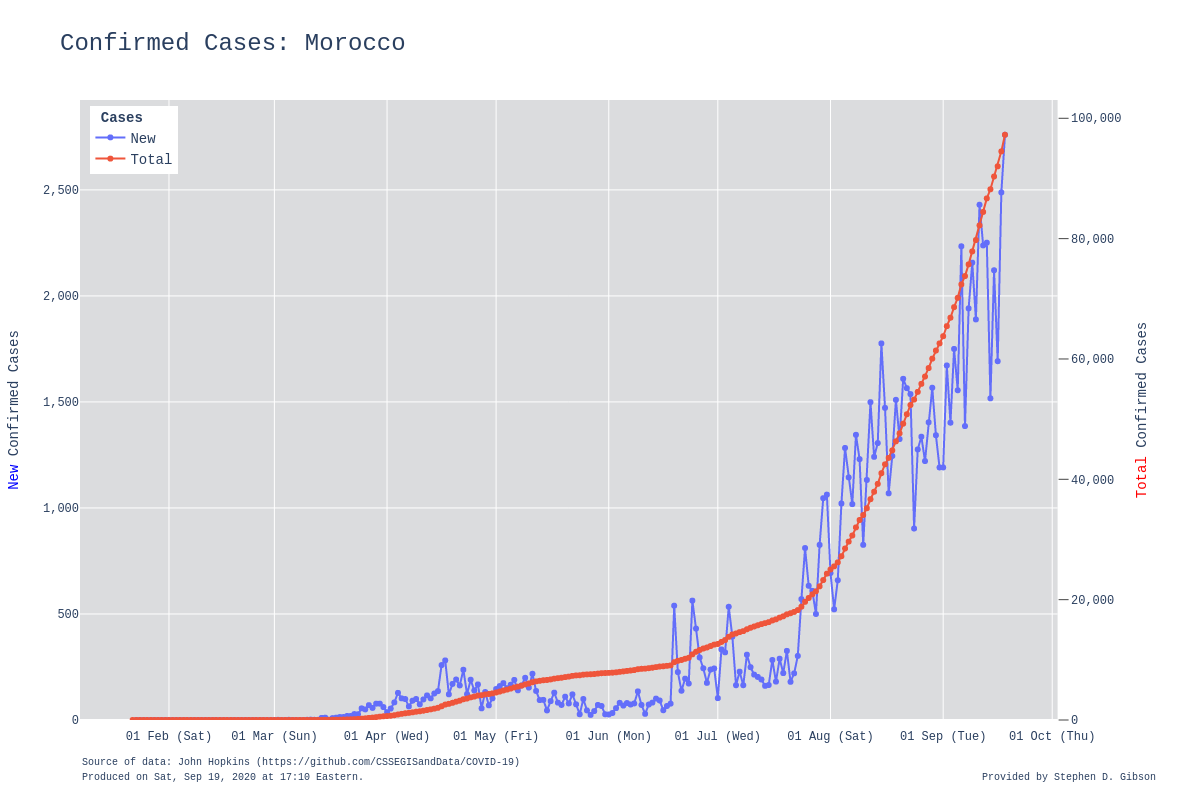 Confirmed Cases: Morocco
Cases
New
Total
2,500
2,000
1,500
1,000
500
0
100,000
80,000
60,000
40,000
20,000
0
New Confirmed Cases
Total Confirmed Cases
01 Feb (Sat) 01 Mar (Sun) 01 Apr (Wed) 01 May (Fri) 01 Jun (Mon) 01 Jul (Wed) 01 Aug (Sat) 01 Sep (Tue) 01 Oct (Thu)
Source of data: John Hopkins (https://github.com/CSSEGISandData/COVID-19)
Produced on Sat, Sep 19, 2020 at 17:10 Eastern.
Provided by Stephen D. Gibson